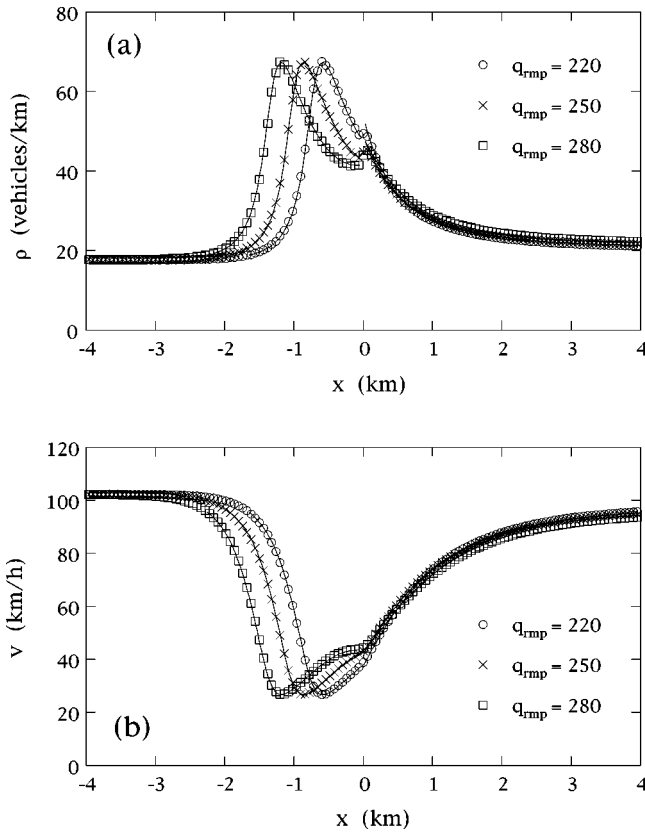 (a)
80
60
40
20
0
ρ (vehicles/km)
q_rmp = 220
q_rmp = 250
q_rmp = 280
-4 -3 -2 -1 0 1 2 3 4
x (km)
120
100
80
60
40
20
0
v (km/h)
q_rmp = 220
q_rmp = 250
q_rmp = 280
(b)
-4 -3 -2 -1 0 1 2 3 4
x (km)